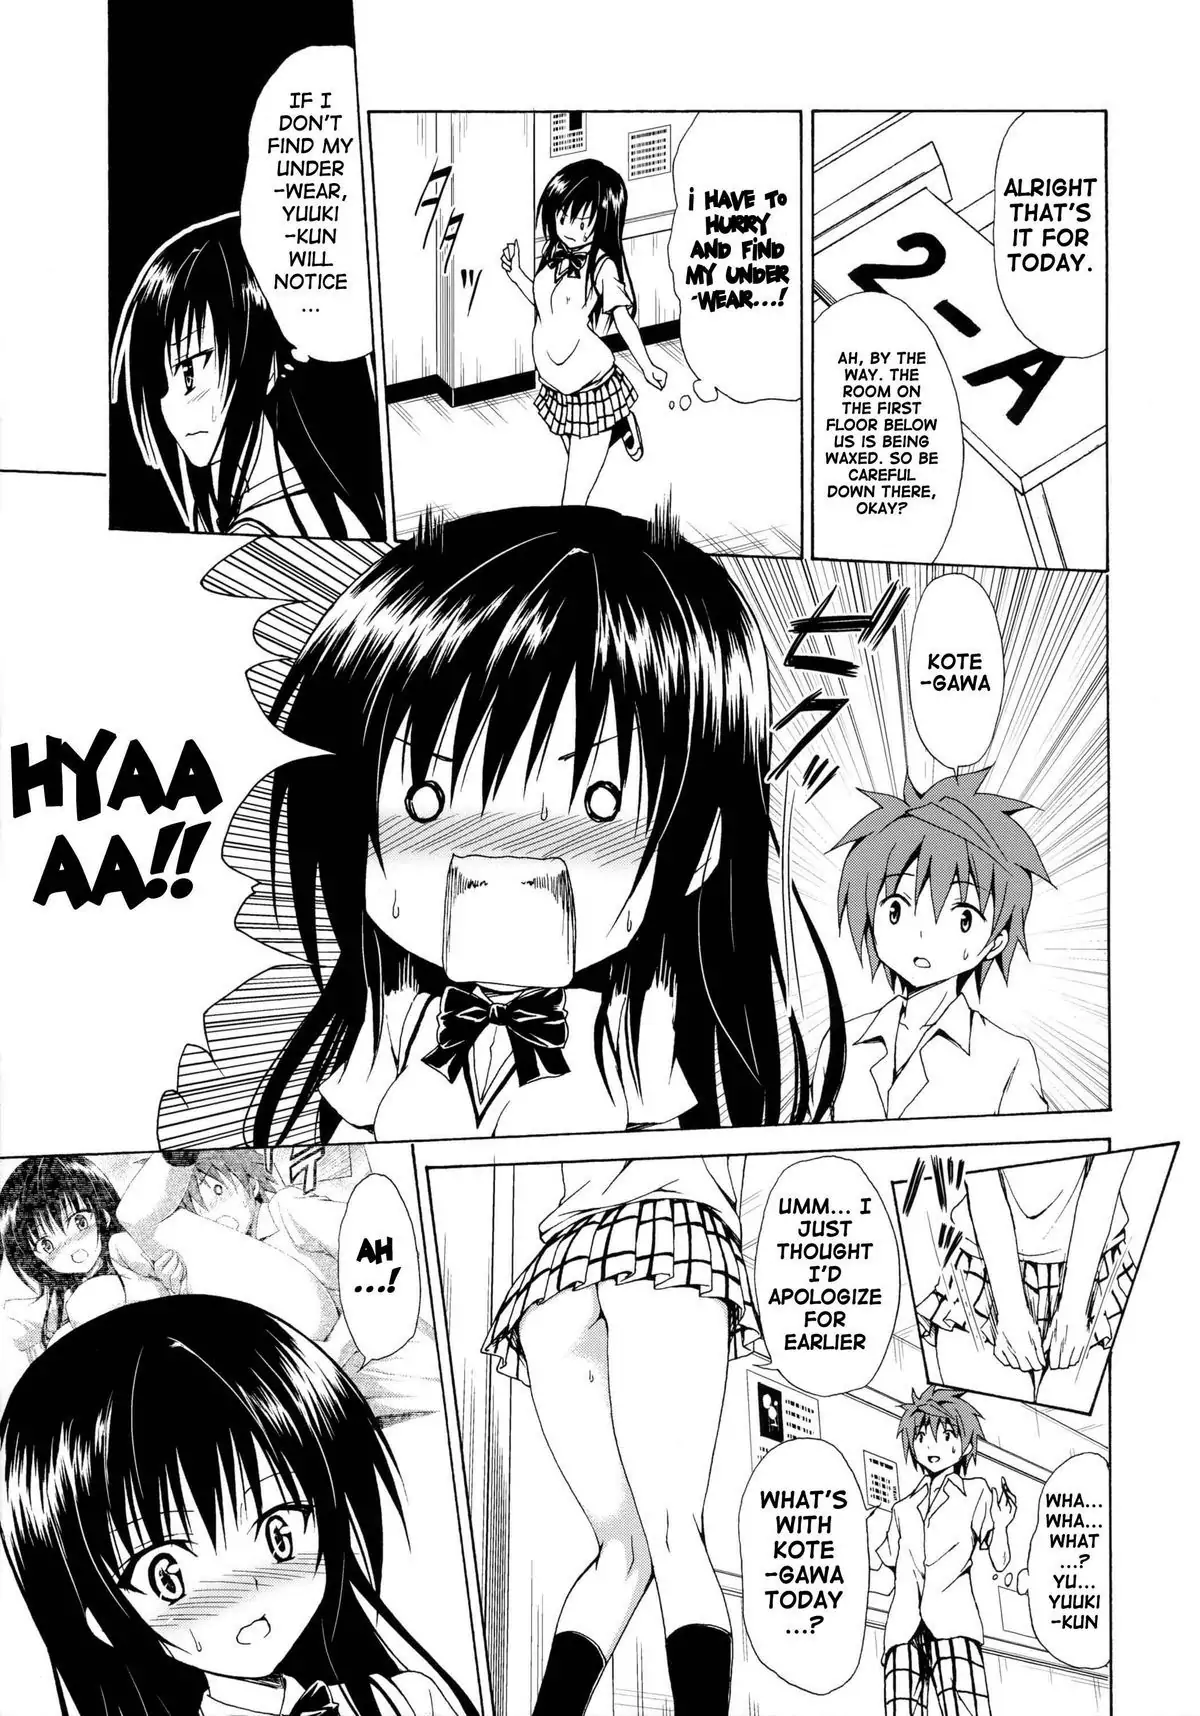 ALRIGHT
THAT'S
IT FOR
TODAY.
2-A
AH, BY THE
WAY. THE
ROOM ON
THE FIRST
FLOOR BELOW
US IS BEING
WAXED. SO BE
CAREFUL
DOWN THERE,
OKAY?
I HAVE TO
HURRY
AND FIND
MY UNDER
-WEAR...!
IF I
DON'T
FIND MY
UNDER
-WEAR,
YUUKI
-KUN
WILL
NOTICE
...
KOTE
-GAWA
HYAA
AA!!
WHA...
WHA...
WHAT
...?
YU...
YUUKI
-KUN
UMM... I
JUST
THOUGHT
I'D
APOLOGIZE
FOR
EARLIER
WHAT'S
WITH
KOTE
-GAWA
TODAY
...?
AH
...!